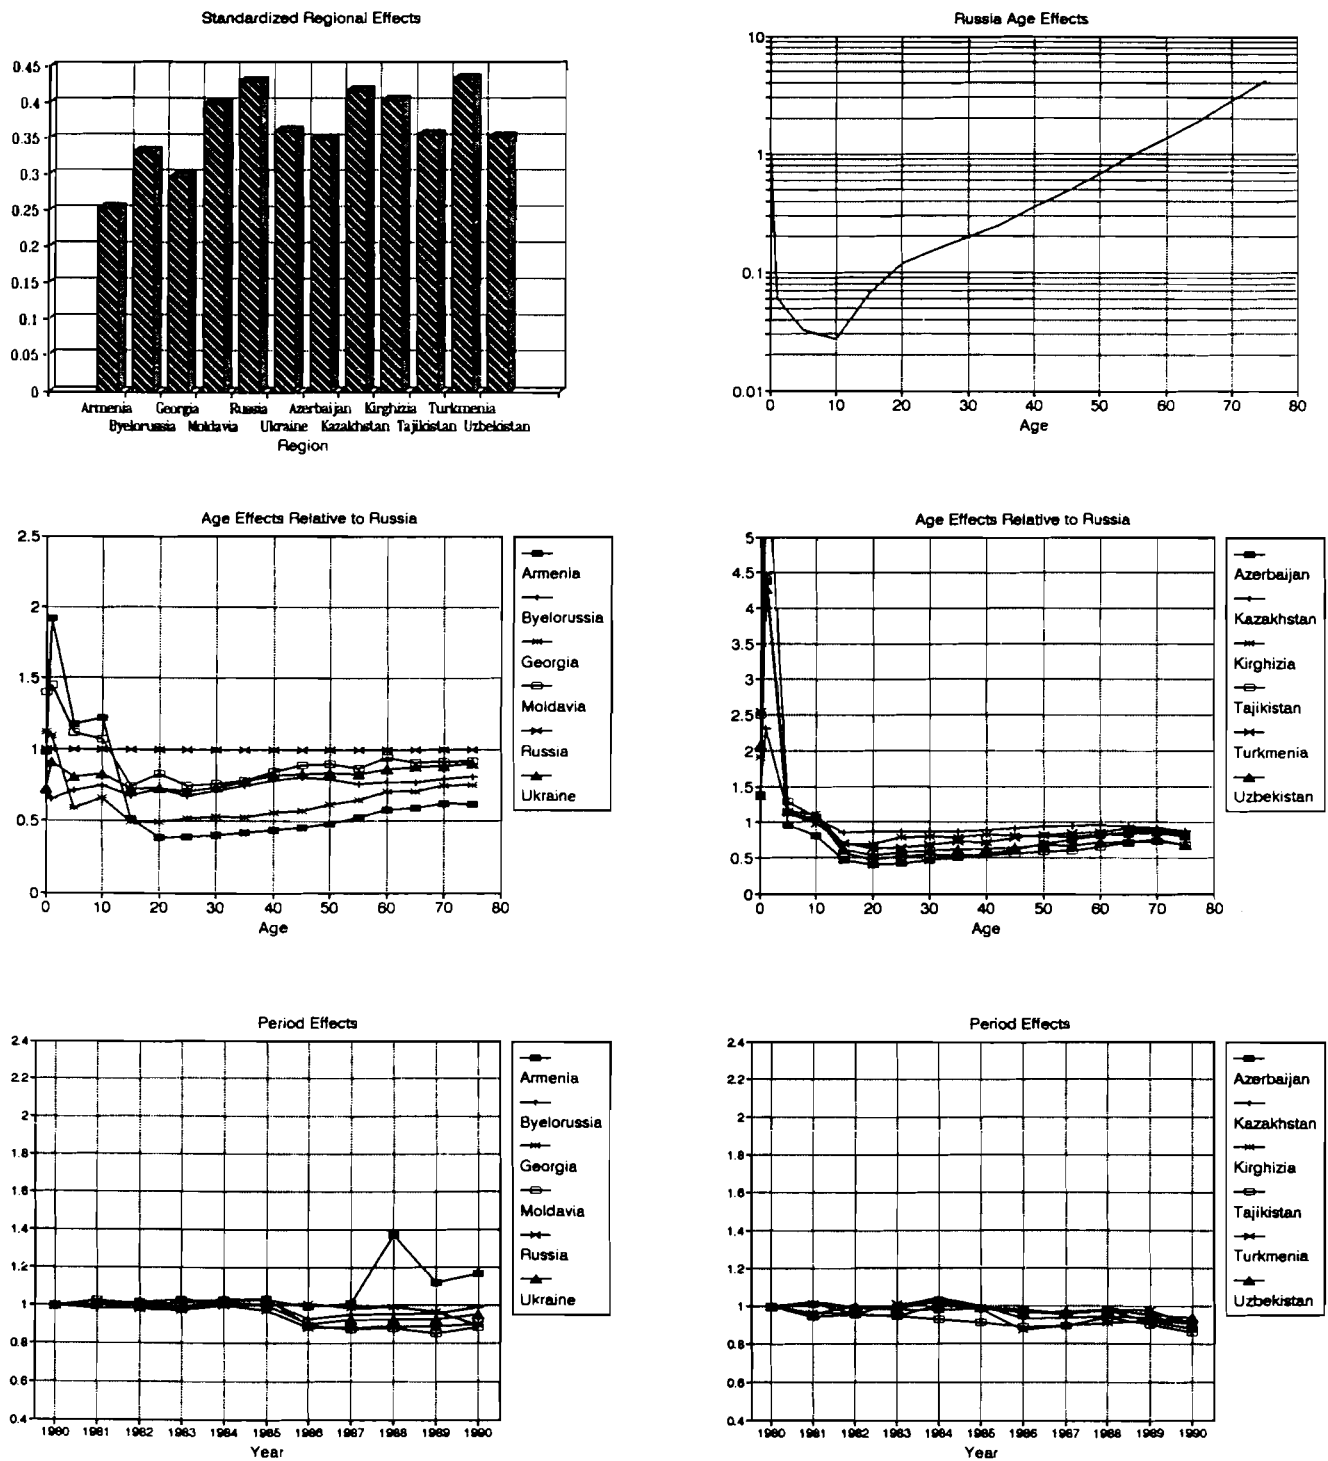 Standardized Regional Effects
0.45
0.4
0.35
0.3
0.25
0.2
0.15
0.1
0.05
0
Armenia Georgia Russia Azerbaijan Kirghizia Turkmenia
Byelorussia Moldavia Ukraine Kazakhstan Tajikistan Uzbekistan
Region
Russia Age Effects
10
1
0.1
0.01
0 10 20 30 40 50 60 70 80
Age
Age Effects Relative to Russia
2.5
2
1.5
1
0.5
0
0 10 20 30 40 50 60 70 80
Age
Armenia
Byelorussia
Georgia
Moldavia
Russia
Ukraine
Age Effects Relative to Russia
5
4.5
4
3.5
3
2.5
2
1.5
1
0.5
0
0 10 20 30 40 50 60 70 80
Age
Azerbaijan
Kazakhstan
Kirghizia
Tajikistan
Turkmenia
Uzbekistan
Period Effects
2.4
2.2
2
1.8
1.6
1.4
1.2
1
0.8
0.6
0.4
1980 1981 1982 1983 1984 1985 1986 1987 1988 1989 1990
Year
Armenia
Byelorussia
Georgia
Moldavia
Russia
Ukraine
Period Effects
2.4
2.2
2
1.8
1.6
1.4
1.2
1
0.8
0.6
0.4
1980 1981 1982 1983 1984 1985 1986 1987 1988 1989 1990
Year
Azerbaijan
Kazakhstan
Kirghizia
Tajikistan
Turkmenia
Uzbekistan